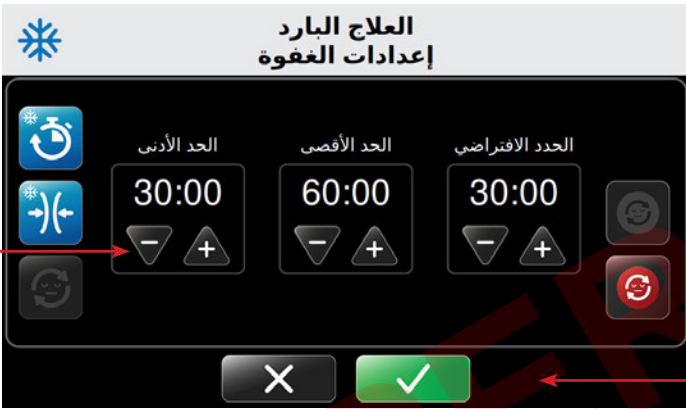 العلاج البارد
إعدادات الغفوة
الحدد الافتراضي
الحد الأقصى
الحد الأدنى
30:00
60:00
30:00